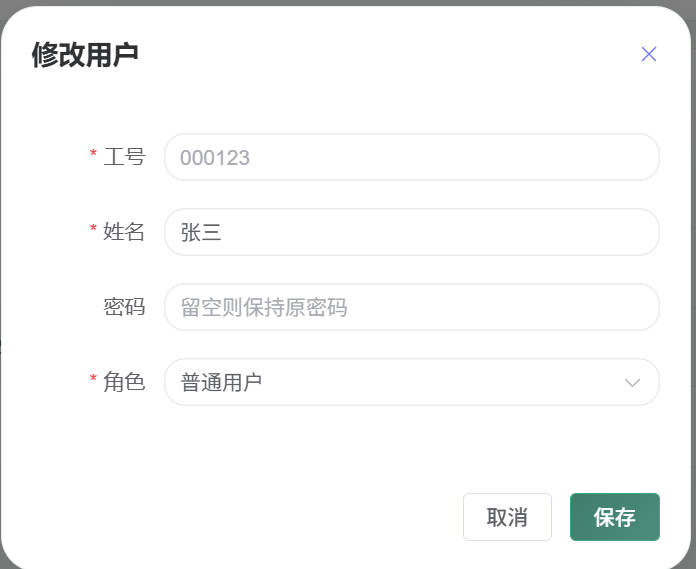 修改用户
* 工号 000123
* 姓名 张三
密码 留空则保持原密码
* 角色 普通用户
取消 保存